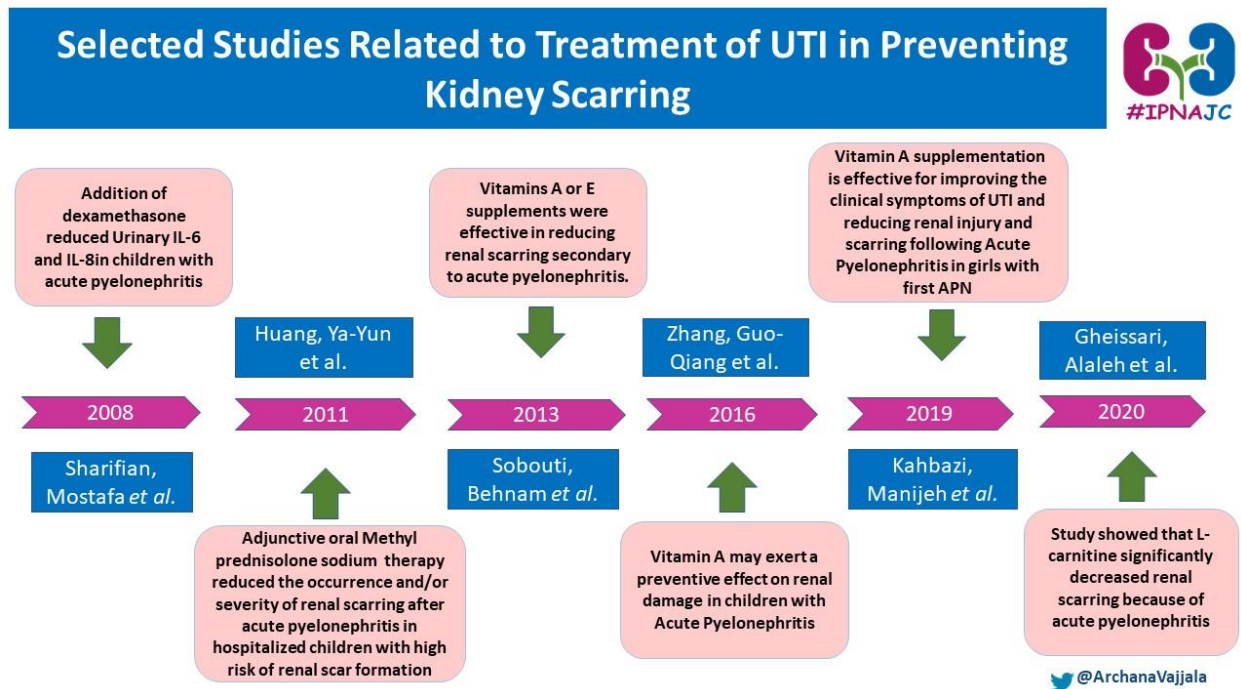 Selected Studies Related to Treatment of UTI in Preventing
Kidney Scarring
#IPNAJC
Addition of
dexamethasone
reduced Urinary IL-6
and IL-8in children with
acute pyelonephritis
Vitamins A or E
supplements were
effective in reducing
renal scarring secondary
to acute pyelonephritis.
Vitamin A supplementation
is effective for improving the
clinical symptoms of UTI and
reducing renal injury and
scarring following Acute
Pyelonephritis in girls with
first APN
Huang, Ya-Yun
et al.
Zhang, Guo-
Qiang et al.
Gheissari,
Alaleh et al.
2008
2011
2013
2016
2019
2020
Sharifian,
Mostafa et al.
Sobouti,
Behnam et al.
Kahbazi,
Manijeh et al.
Adjunctive oral Methyl
prednisolone sodium therapy
reduced the occurrence and/or
severity of renal scarring after
acute pyelonephritis in
hospitalized children with high
risk of renal scar formation
Vitamin A may exert a
preventive effect on renal
damage in children with
Acute Pyelonephritis
Study showed that L-
carnitine significantly
decreased renal
scarring because of
acute pyelonephritis
@ArchanaVajjala